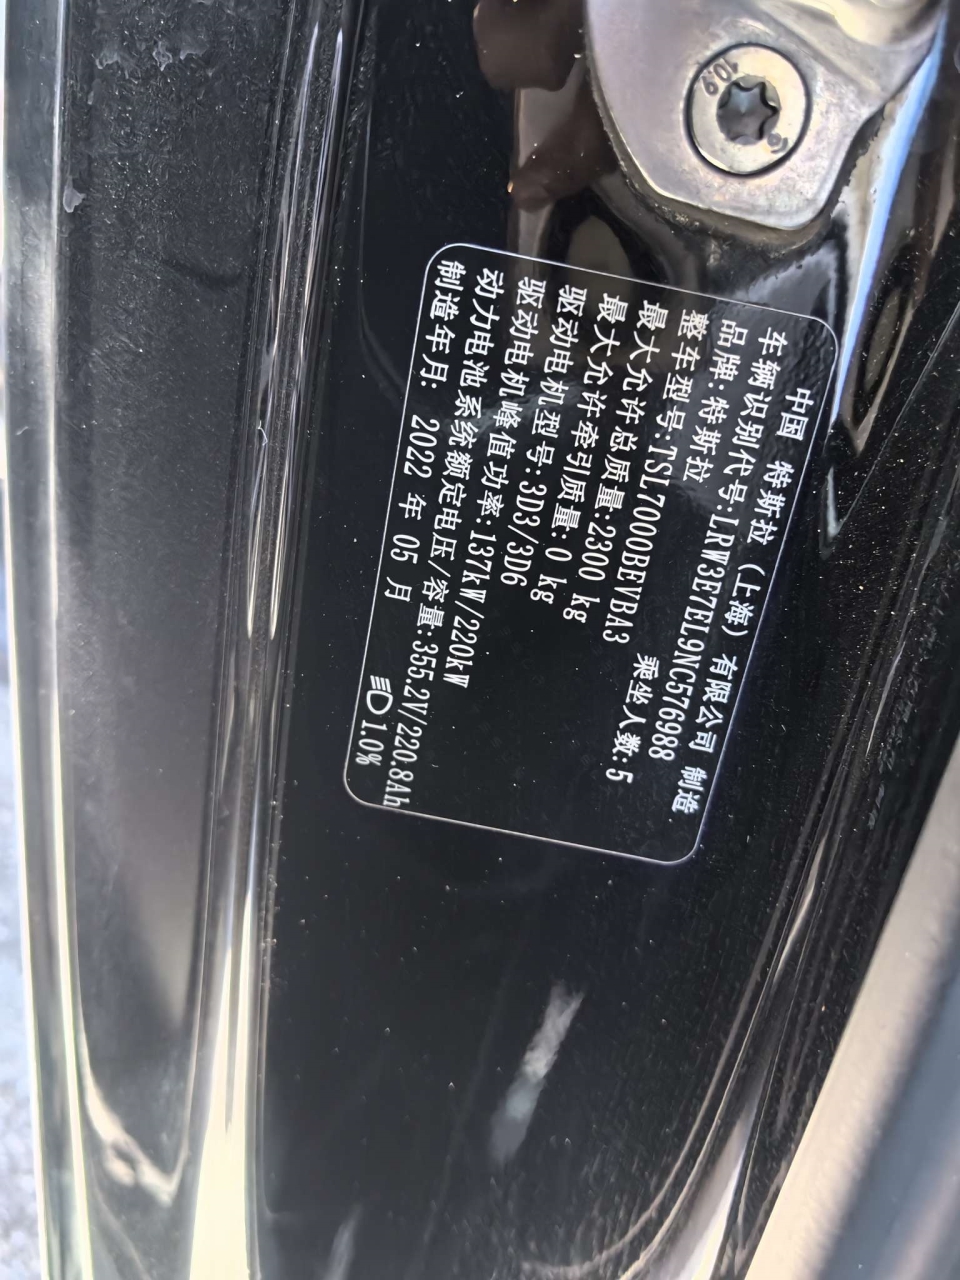 中国 特斯拉（上海）有限公司 制造
车辆识别代号:LRW3E7EL9NC576988
品牌:特斯拉
整车型号:TSL7000BEVBA3 乘坐人数:5
最大允许总质量:2300 kg
最大允许牵引质量:0 kg
驱动电机型号:3D3/3D6
驱动电机峰值功率:137kW/220kW
动力电池系统额定电压/容量:355.2V/220.8Ah
制造年月: 2022 年 05 月 1.0%
10.9